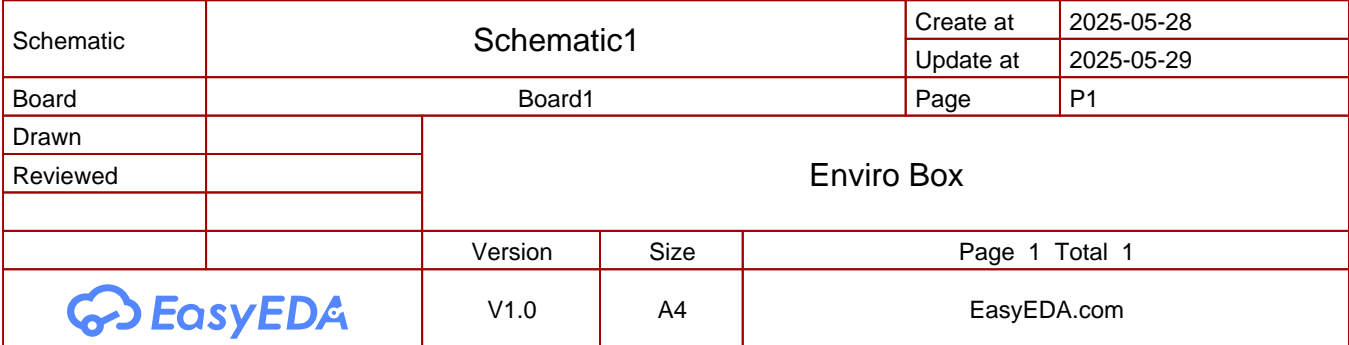 Schematic
Schematic1
Create at
2025-05-28
Update at
2025-05-29
Board
Board1
Page
P1
Drawn
Reviewed
Enviro Box
Version
Size
Page 1 Total 1
EasyEDA
V1.0
A4
EasyEDA.com